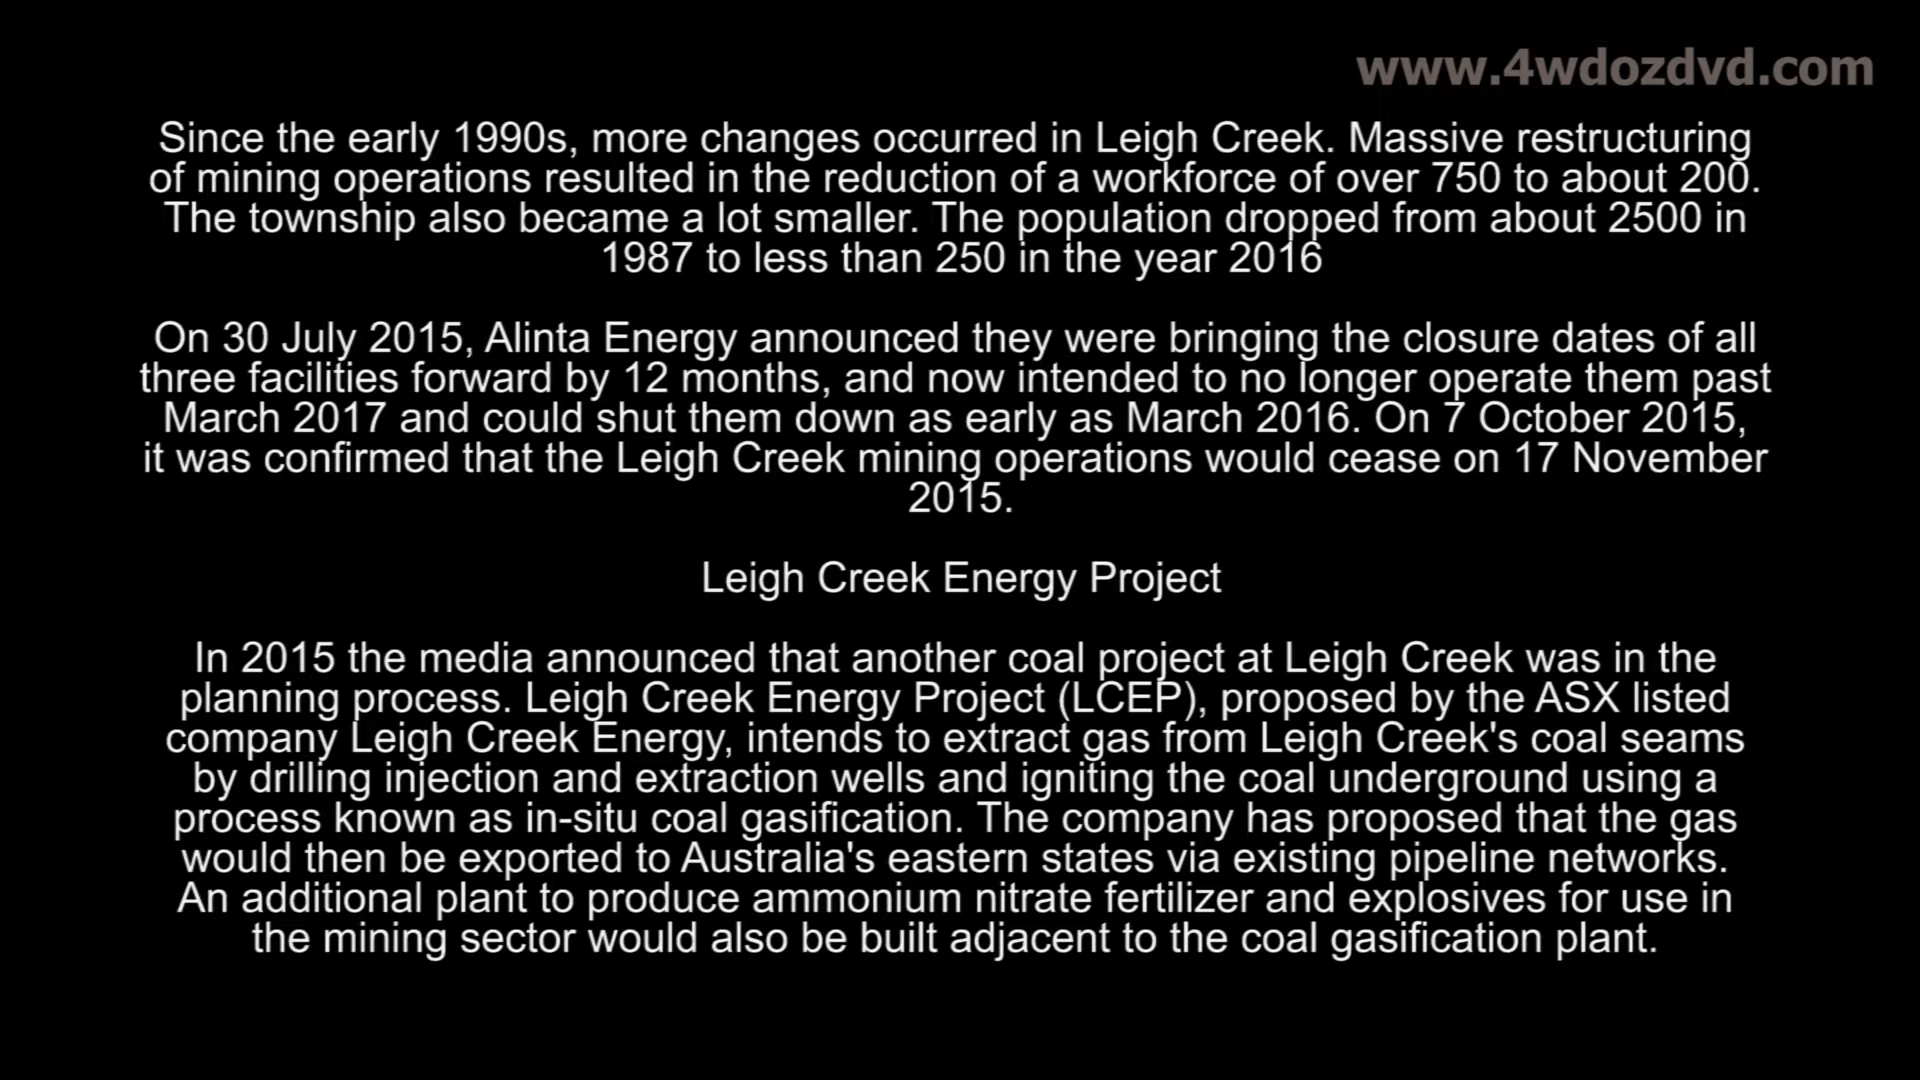 www.4wdozdvd.com
Since the early 1990s, more changes occurred in Leigh Creek. Massive restructuring
of mining operations resulted in the reduction of a workforce of over 750 to about 200.
The township also became a lot smaller. The population dropped from about 2500 in
1987 to less than 250 in the year 2016
On 30 July 2015, Alinta Energy announced they were bringing the closure dates of all
three facilities forward by 12 months, and now intended to no longer operate them past
March 2017 and could shut them down as early as March 2016. On 7 October 2015,
it was confirmed that the Leigh Creek mining operations would cease on 17 November
2015.
Leigh Creek Energy Project
In 2015 the media announced that another coal project at Leigh Creek was in the
planning process. Leigh Creek Energy Project (LCEP), proposed by the ASX listed
company Leigh Creek Energy, intends to extract gas from Leigh Creek's coal seams
by drilling injection and extraction wells and igniting the coal underground using a
process known as in-situ coal gasification. The company has proposed that the gas
would then be exported to Australia's eastern states via existing pipeline networks.
An additional plant to produce ammonium nitrate fertilizer and explosives for use in
the mining sector would also be built adjacent to the coal gasification plant.